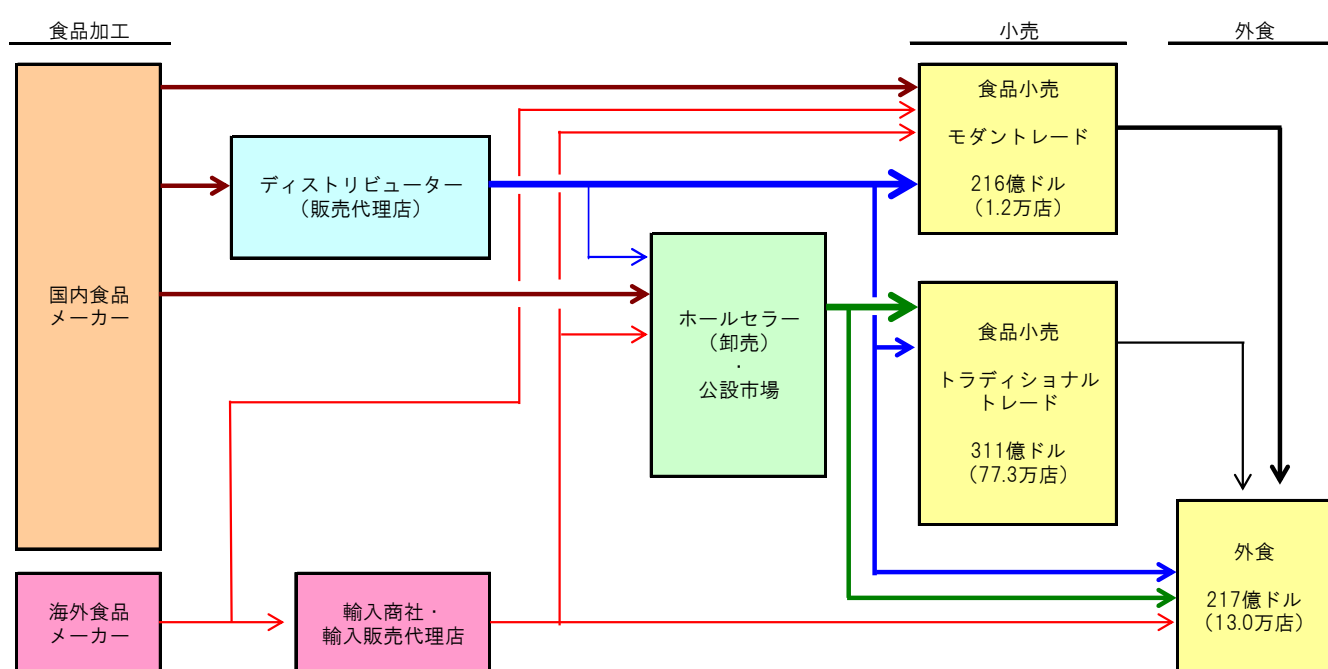 食品加工
小売
外食
国内食品
メーカー
ディストリビューター
(販売代理店)
ホールセラー
(卸売)
・
公設市場
食品小売
モダントレード
216億ドル
(1.2万店)
食品小売
トラディショナル
トレード
311億ドル
(77.3万店)
外食
217億ドル
(13.0万店)
海外食品
メーカー
輸入商社・
輸入販売代理店